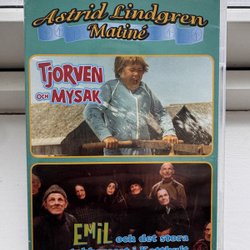 Astrid Lindgren
Matiné
TJORVEN
OCH MYSAK
EMIL och det stora